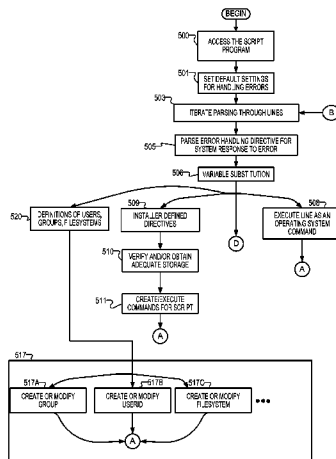 BEGIN
500
ACCESS THE SCRIPT
PROGRAM
501
SET DEFAULT SETTINGS
FOR HANDLING ERRORS
503
ITERATE PARSING THROUGH LINES
B
505
PARSE ERROR HANDLING DIRECTIVE FOR
SYSTEM RESPONSE TO ERROR
506
VARIABLE SUBSTITUTION
520
DEFINITIONS OF USERS,
GROUPS, FILESYSTEMS
509
INSTALLER DEFINED
DIRECTIVES
508
EXECUTE LINE AS AN
OPERATING SYSTEM
COMMAND
D
A
510
VERIFY AND/OR OBTAIN
ADEQUATE STORAGE
511
CREATE/EXECUTE
COMMANDS FOR SCRIPT
A
517
517A
CREATE OR MODIFY
GROUP
517B
CREATE OR MODIFY
USERID
517C
CREATE OR MODIFY
FILESYSTEM
A